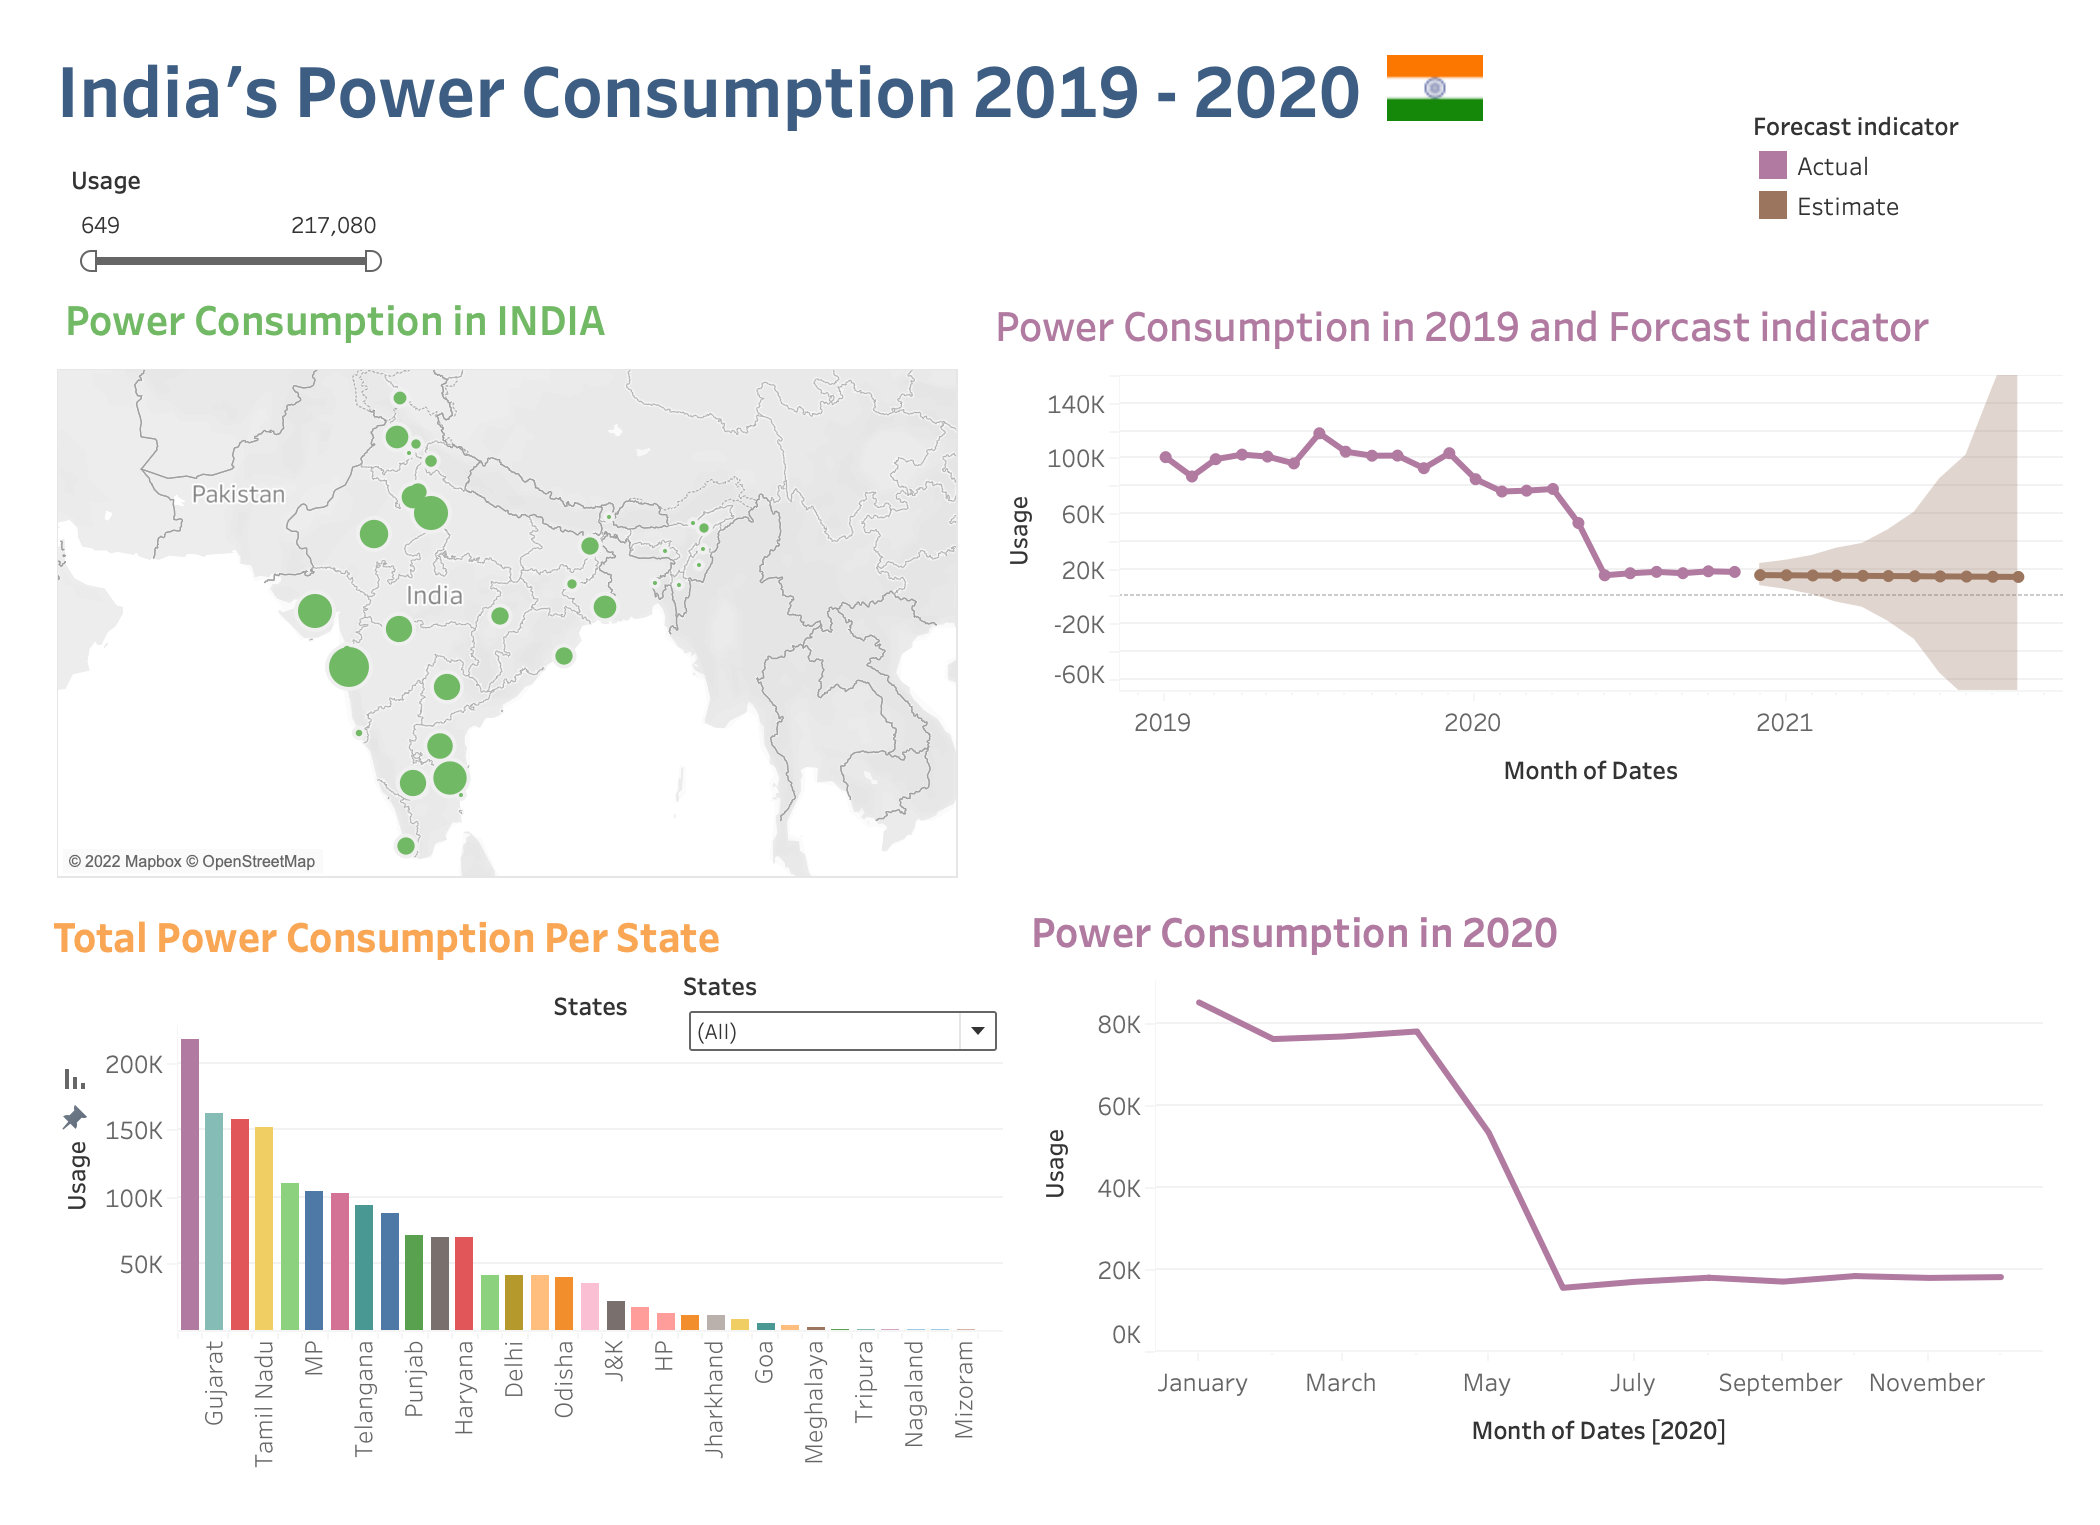 India’s Power Consumption 2019 - 2020
Forecast indicator
Actual
Estimate
Usage
649
217,080
Power Consumption in INDIA
Pakistan
India
© 2022 Mapbox © OpenStreetMap
Power Consumption in 2019 and Forcast indicator
140K
100K
60K
20K
-20K
-60K
Usage
2019
2020
2021
Month of Dates
Total Power Consumption Per State
States
States
(All)
200K
150K
100K
50K
Usage
Gujarat
Tamil Nadu
MP
Telangana
Punjab
Haryana
Delhi
Odisha
J&K
HP
Jharkhand
Goa
Meghalaya
Tripura
Nagaland
Mizoram
Power Consumption in 2020
80K
60K
40K
20K
0K
Usage
January
March
May
July
September
November
Month of Dates [2020]